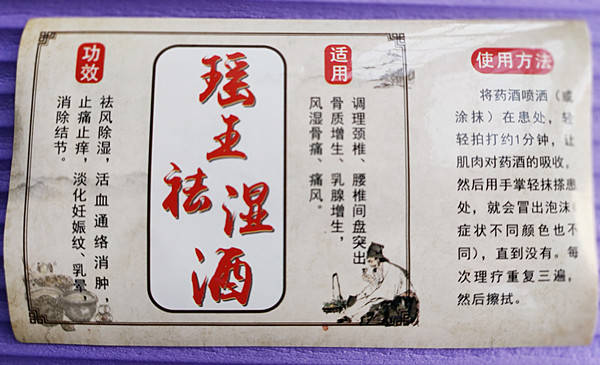 功效
祛风除湿，活血通络消肿，
止痛止痒，淡化妊娠纹、乳晕，
消除结节。
瑶王祛湿酒
适用
调理颈椎、腰椎间盘突出
骨质增生、乳腺增生，
风湿骨痛、痛风。
使用方法
将药酒喷洒（或
涂抹）在患处，轻
轻拍打约1分钟，让
肌肉对药酒的吸收，
然后用手掌轻抹搽患
处，就会冒出泡沫（
症状不同颜色也不
同），直到没有。每
次理疗重复三遍，
然后擦拭。